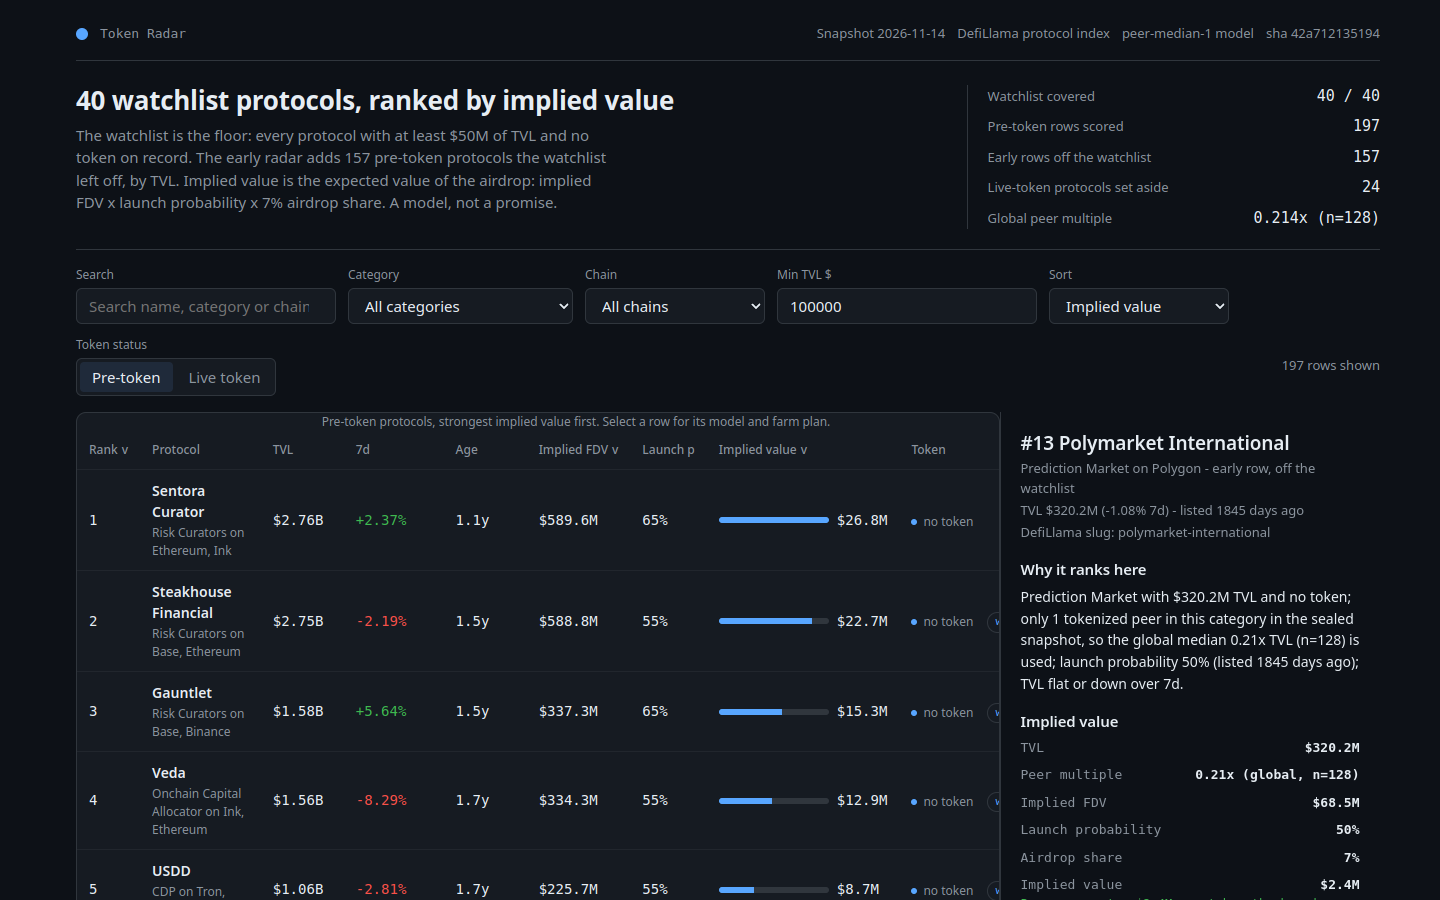 Token Radar
Snapshot 2026-11-14 DefiLlama protocol index peer-median-1 model sha 42a712135194
40 watchlist protocols, ranked by implied value
The watchlist is the floor: every protocol with at least $50M of TVL and no
token on record. The early radar adds 157 pre-token protocols the watchlist
left off, by TVL. Implied value is the expected value of the airdrop: implied
FDV x launch probability x 7% airdrop share. A model, not a promise.
Watchlist covered 40 / 40
Pre-token rows scored 197
Early rows off the watchlist 157
Live-token protocols set aside 24
Global peer multiple 0.214x (n=128)
Search
Category
Chain
Min TVL $
Sort
Search name, category or chain
All categories
All chains
100000
Implied value
Token status
Pre-token Live token
197 rows shown
Pre-token protocols, strongest implied value first. Select a row for its model and farm plan.
Rank v Protocol TVL 7d Age Implied FDV v Launch p Implied value v Token
1 Sentora Curator $2.76B +2.37% 1.1y $589.6M 65% $26.8M no token
Risk Curators on
Ethereum, Ink
2 Steakhouse Financial $2.75B -2.19% 1.5y $588.8M 55% $22.7M no token
Risk Curators on
Base, Ethereum
3 Gauntlet $1.58B +5.64% 1.5y $337.3M 65% $15.3M no token
Risk Curators on
Base, Binance
4 Veda $1.56B -8.29% 1.7y $334.3M 55% $12.9M no token
Onchain Capital
Allocator on Ink,
Ethereum
5 USDD $1.06B -2.81% 1.7y $225.7M 55% $8.7M no token
CDP on Tron,
#13 Polymarket International
Prediction Market on Polygon - early row, off the
watchlist
TVL $320.2M (-1.08% 7d) - listed 1845 days ago
DefiLlama slug: polymarket-international
Why it ranks here
Prediction Market with $320.2M TVL and no token;
only 1 tokenized peer in this category in the sealed
snapshot, so the global median 0.21x TVL (n=128) is
used; launch probability 50% (listed 1845 days ago);
TVL flat or down over 7d.
Implied value
TVL $320.2M
Peer multiple 0.21x (global, n=128)
Implied FDV $68.5M
Launch probability 50%
Airdrop share 7%
Implied value $2.4M